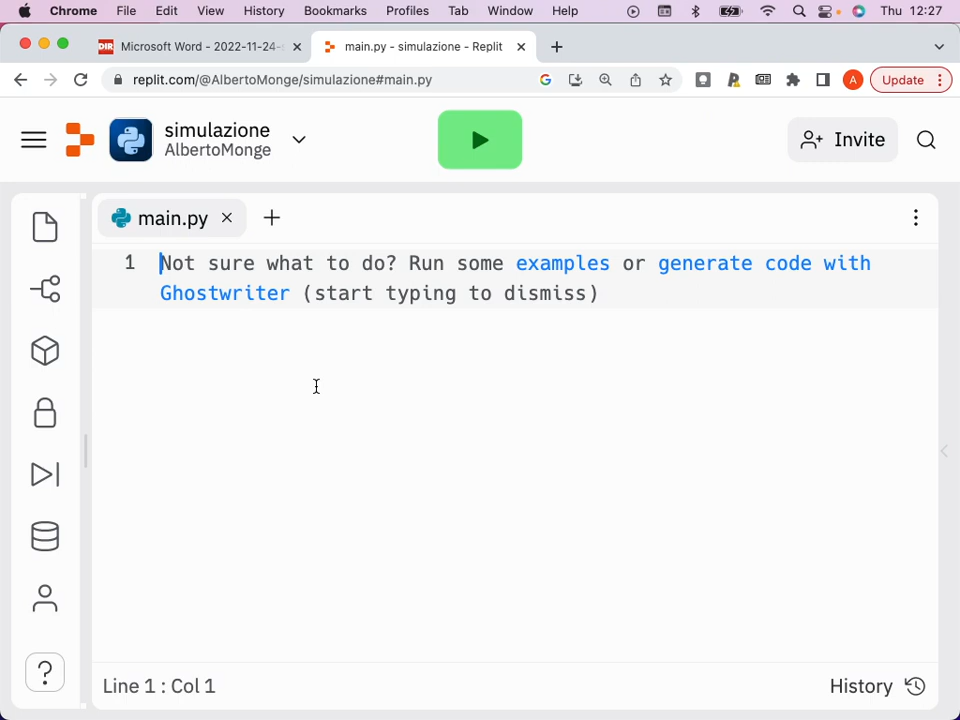 Chrome File Edit View History Bookmarks Profiles Tab Window Help Thu 12:27
DIR Microsoft Word - 2022-11-24- main.py - simulazione - Replit
replit.com/@AlbertoMonge/simulazione#main.py G A Update
simulazione
AlbertoMonge
Invite
main.py
1 Not sure what to do? Run some examples or generate code with
Ghostwriter (start typing to dismiss)
?
Line 1 : Col 1 History